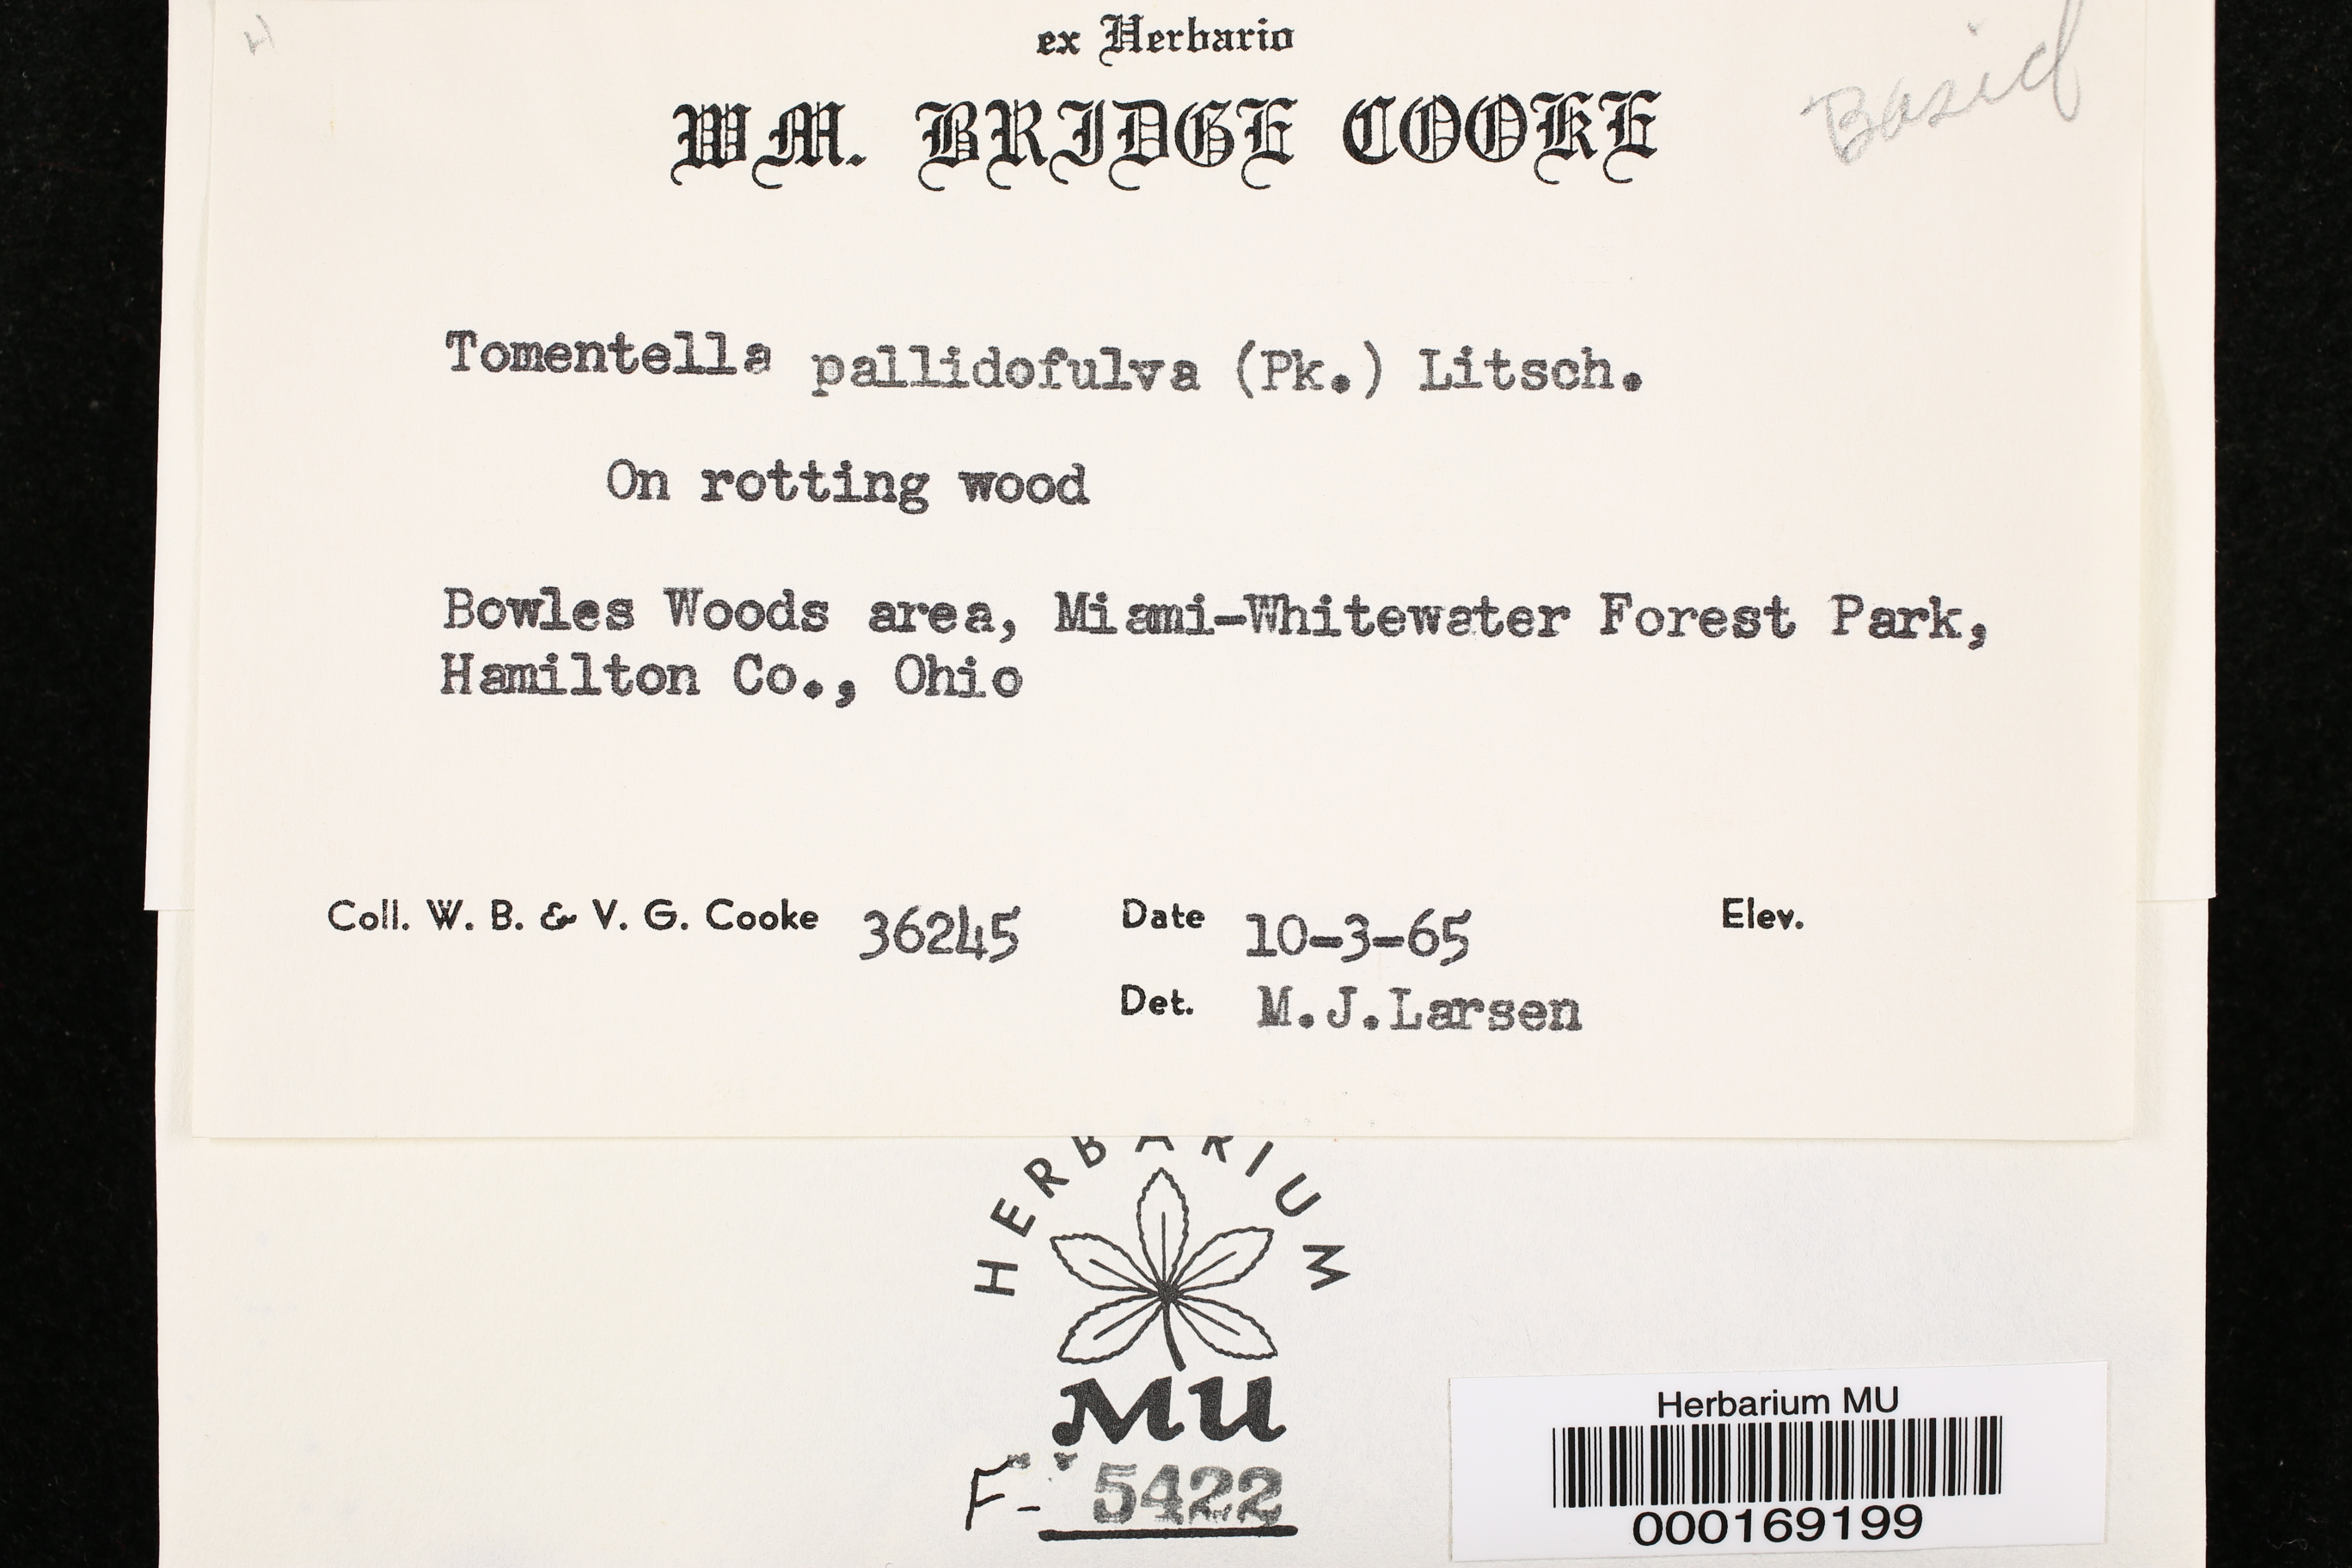 ex Herbario
Basid
WM. BRIDGE COOKE
Tomentella pallidofulva (Pk.) Litsch.
On rotting wood
Bowles Woods area, Miami-Whitewater Forest Park,
Hamilton Co., Ohio
Coll. W. B. & V. G. Cooke 36245 Date 10-3-65 Elev.
Det. M.J.Larsen
HERBARIUM
MU
F- 5422
Herbarium MU
000169199